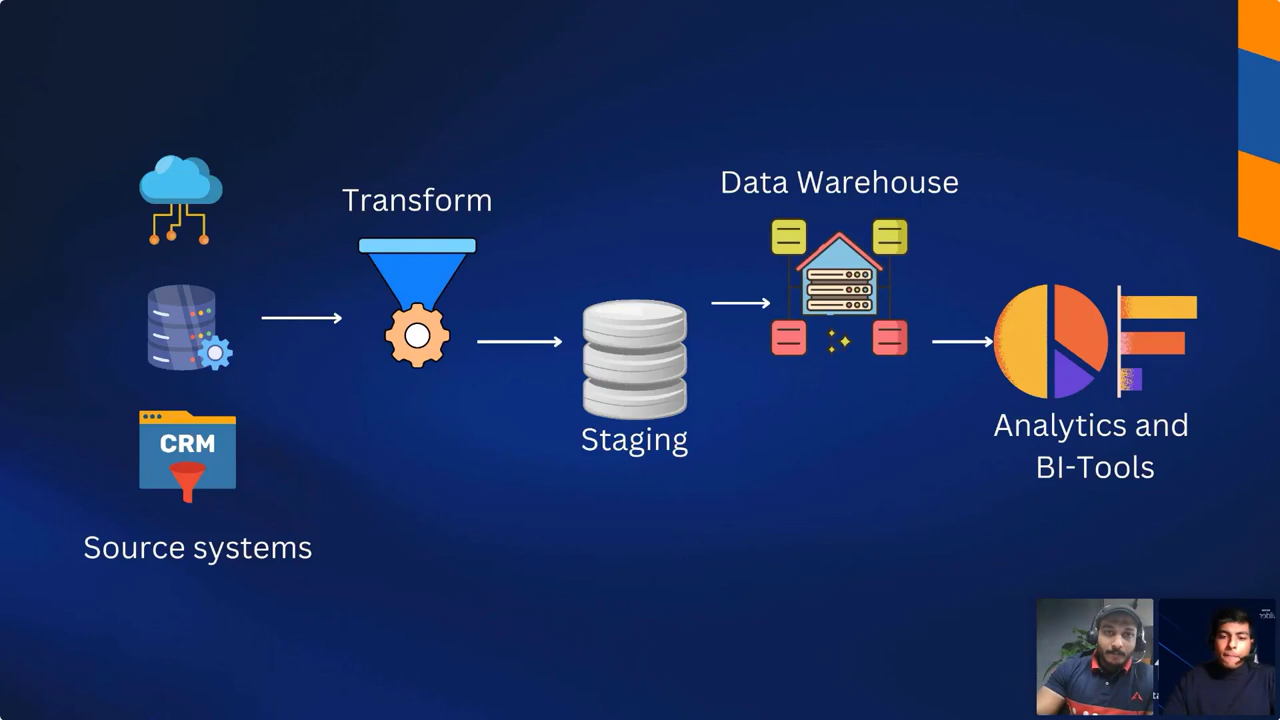 Transform
Data Warehouse
CRM
Staging
Analytics and
BI-Tools
Source systems